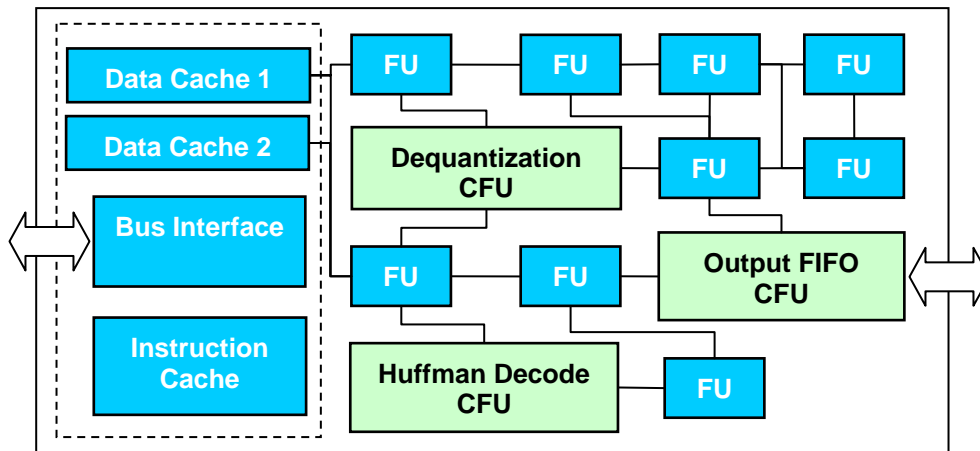 Data Cache 1
FU
FU
FU
FU
Data Cache 2
Dequantization
CFU
FU
FU
Bus Interface
FU
FU
Output FIFO
CFU
Instruction
Cache
Huffman Decode
CFU
FU